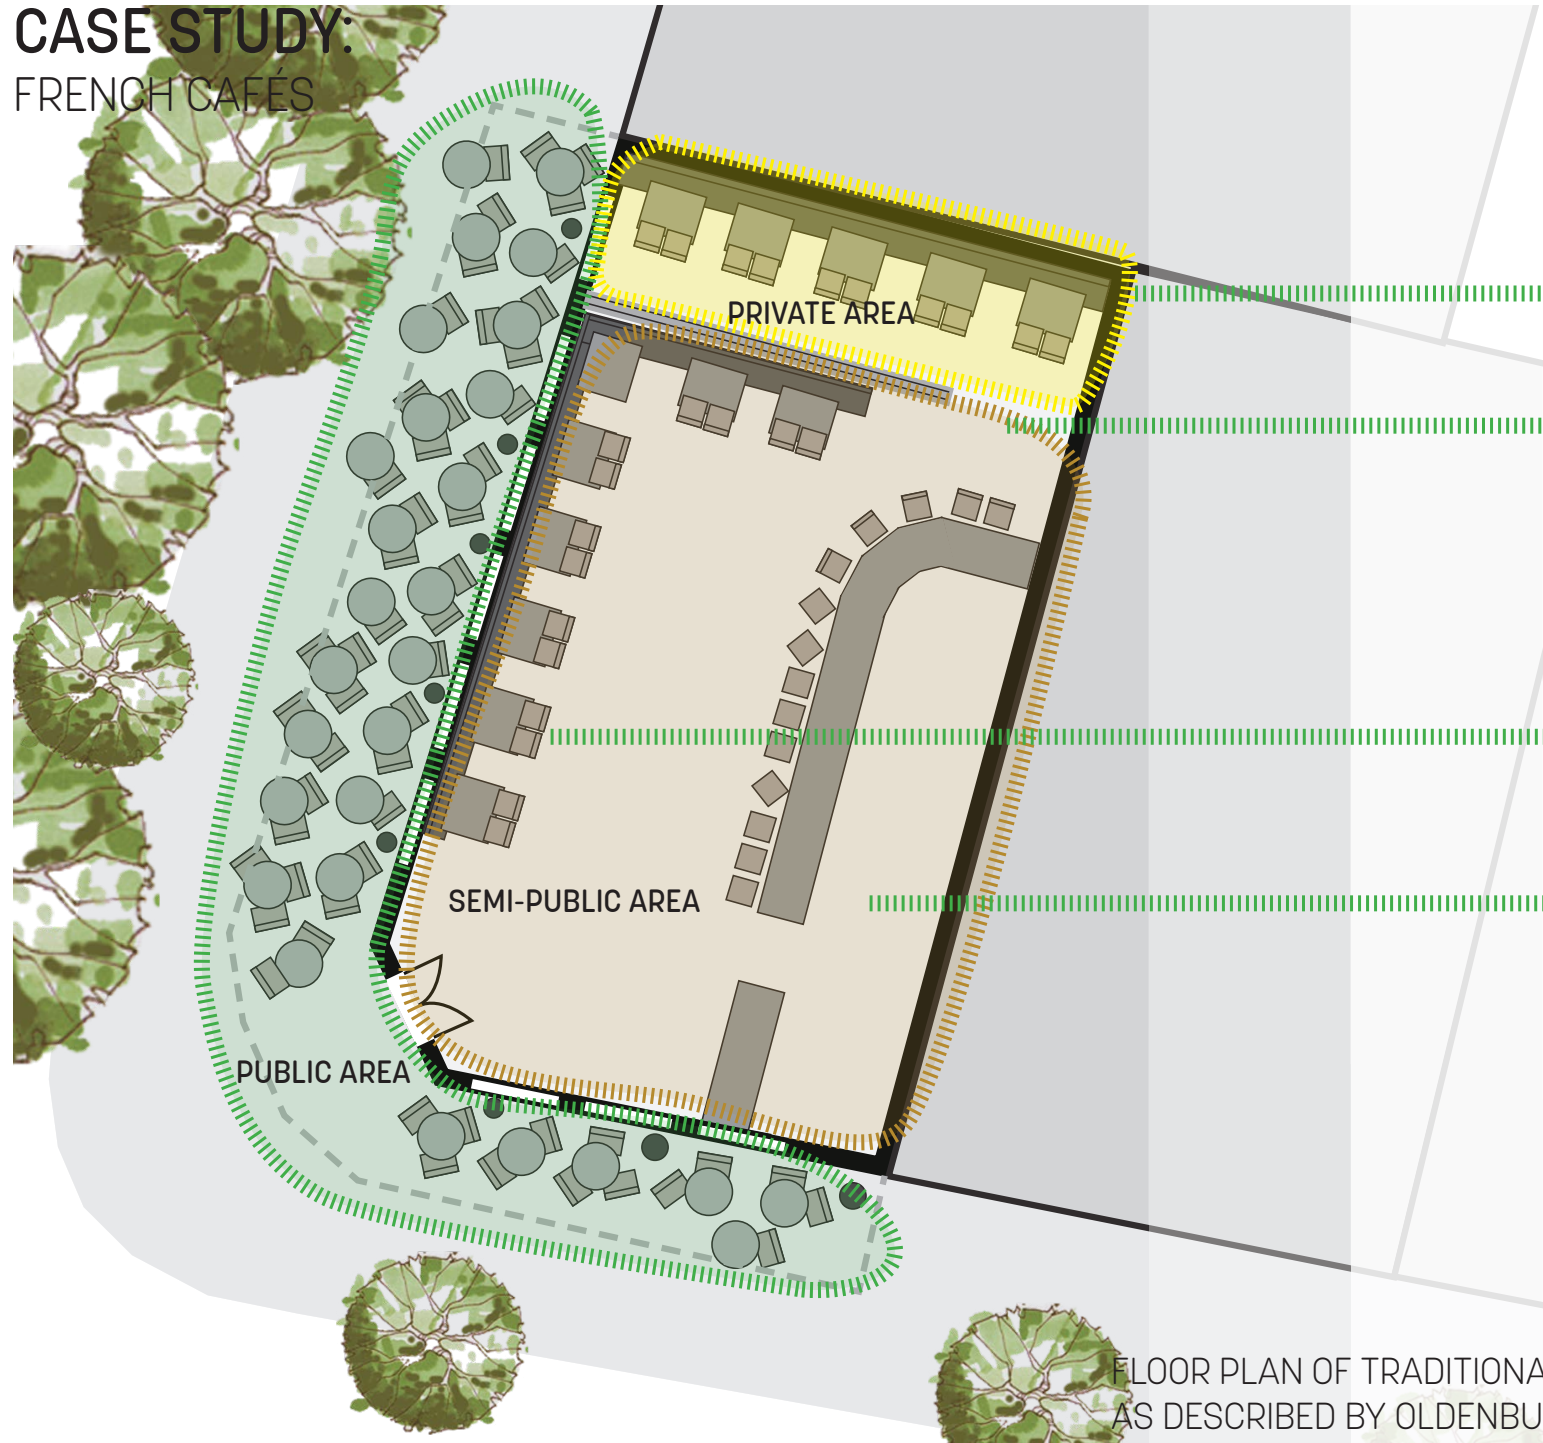 CASE STUDY:
FRENCH CAFÉS
PRIVATE AREA
SEMI-PUBLIC AREA
PUBLIC AREA
FLOOR PLAN OF TRADITIONA
AS DESCRIBED BY OLDENBU